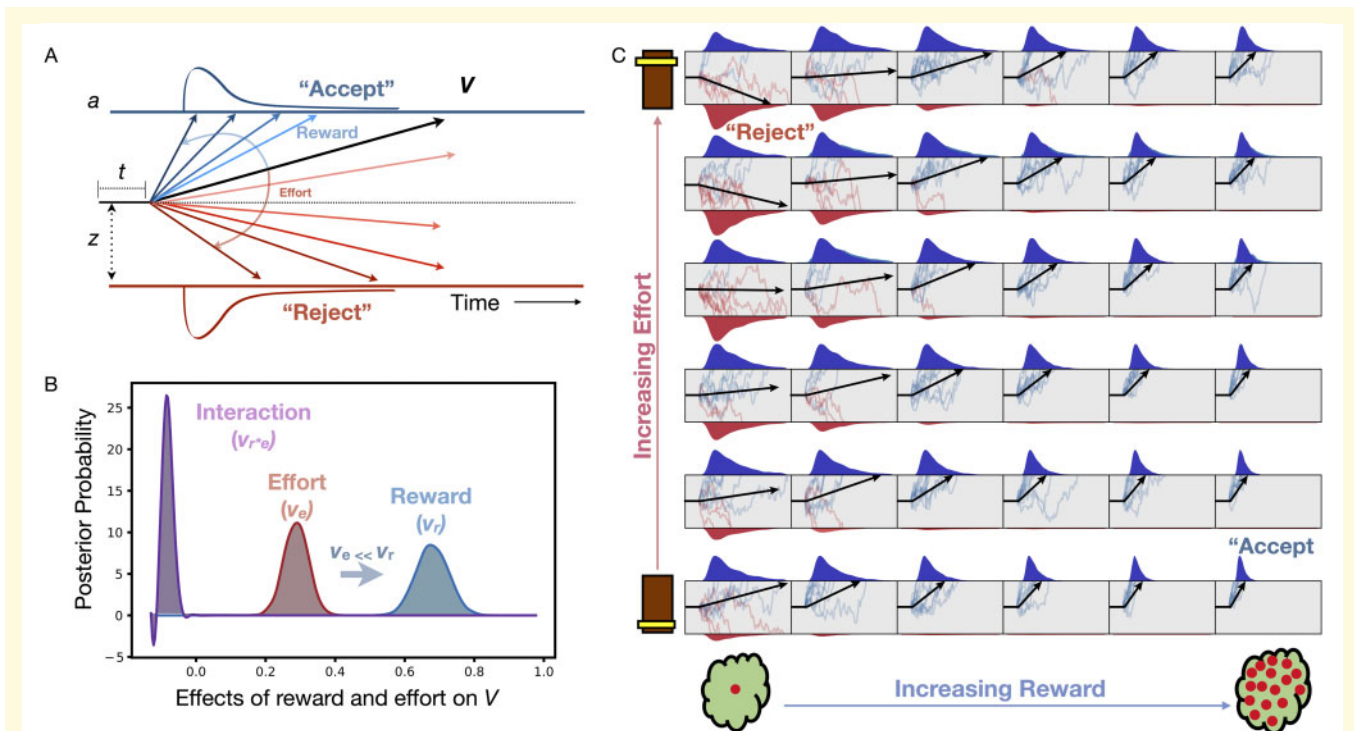 A
a
"Accept"
V
Reward
t
Effort
z
"Reject"
Time
B
Posterior Probability
25
20
15
10
5
0
−5
Interaction
(vr*e)
Effort
(ve)
Reward
(vr)
ve << vr
0.0 0.2 0.4 0.6 0.8 1.0
Effects of reward and effort on V
C
"Reject"
Increasing Effort
"Accept
Increasing Reward